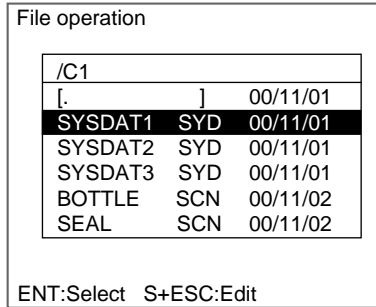 File operation
/C1
[. ] 00/11/01
SYSDAT1 SYD 00/11/01
SYSDAT2 SYD 00/11/01
SYSDAT3 SYD 00/11/01
BOTTLE SCN 00/11/02
SEAL SCN 00/11/02
ENT:Select S+ESC:Edit